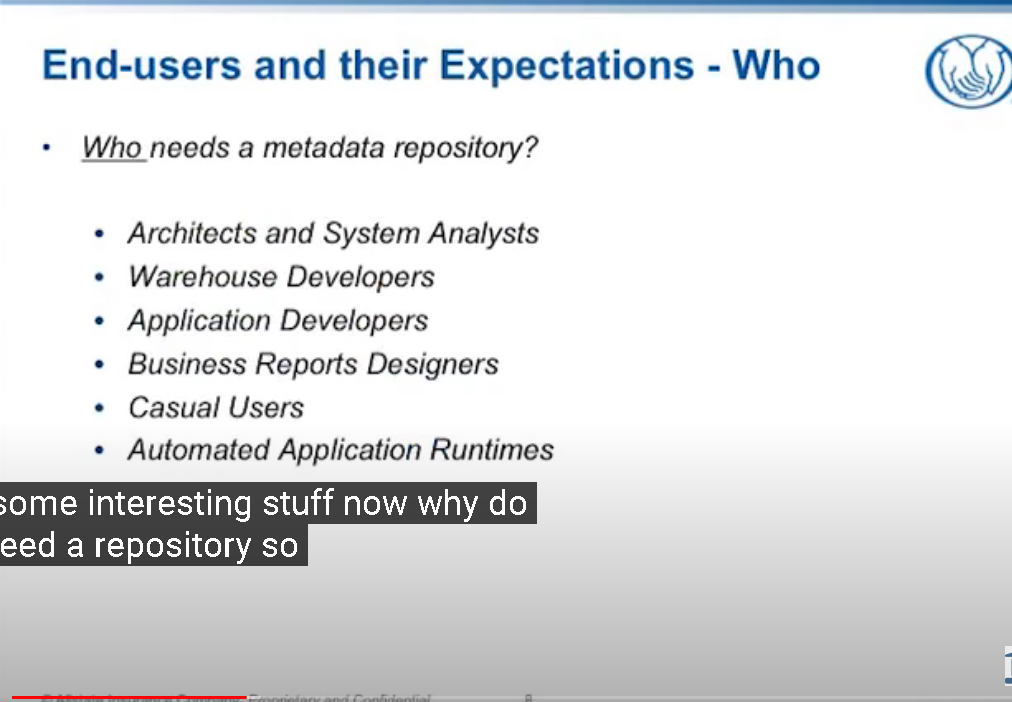 End-users and their Expectations - Who
• Who needs a metadata repository?
• Architects and System Analysts
• Warehouse Developers
• Application Developers
• Business Reports Designers
• Casual Users
• Automated Application Runtimes
some interesting stuff now why do
eed a repository so
Insurance Company Proprietary and Confidential 8